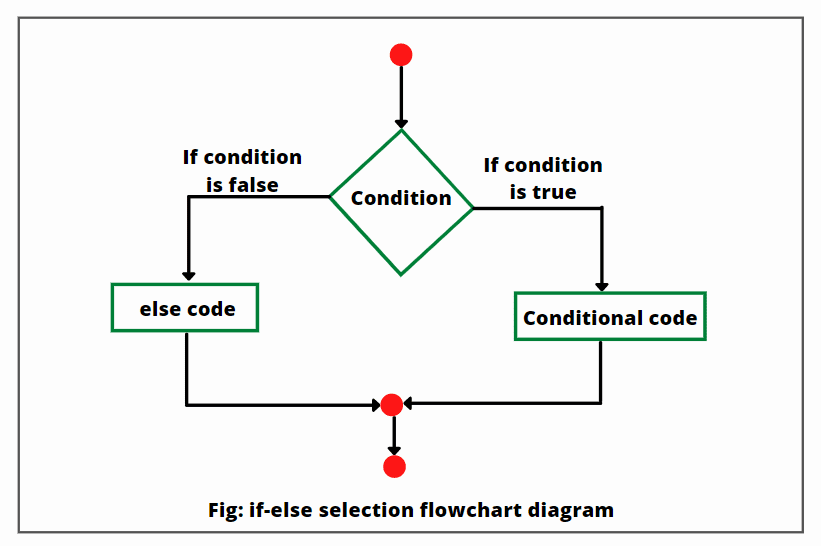 If condition
is false
If condition
is true
Condition
else code
Conditional code
Fig: if-else selection flowchart diagram